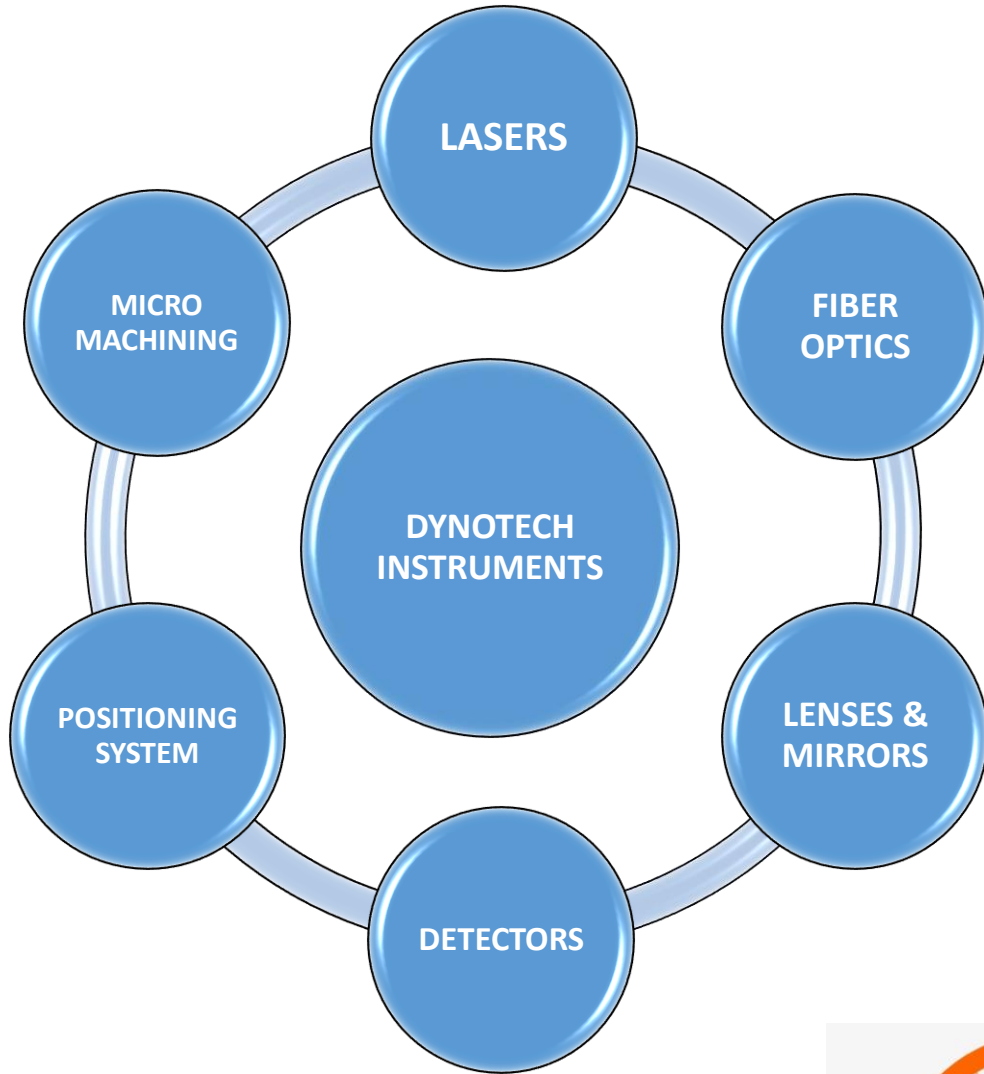 LASERS
FIBER
OPTICS
LENSES &
MIRRORS
DETECTORS
POSITIONING
SYSTEM
MICRO
MACHINING
DYNOTECH
INSTRUMENTS